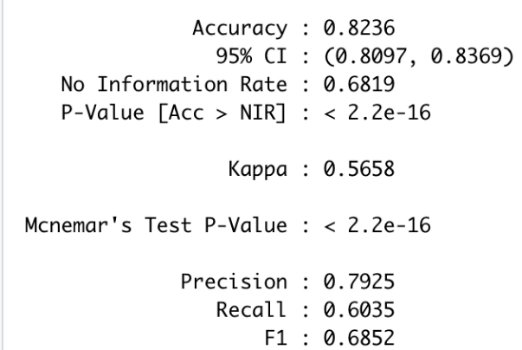 Accuracy : 0.8236
95% CI : (0.8097, 0.8369)
No Information Rate : 0.6819
P-Value [Acc > NIR] : < 2.2e-16
Kappa : 0.5658
Mcnemar's Test P-Value : < 2.2e-16
Precision : 0.7925
Recall : 0.6035
F1 : 0.6852